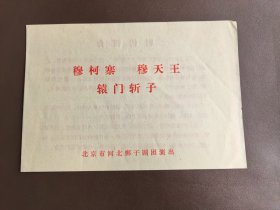 穆柯寨　穆天王
辕门斩子
北京市河北梆子剧团演出